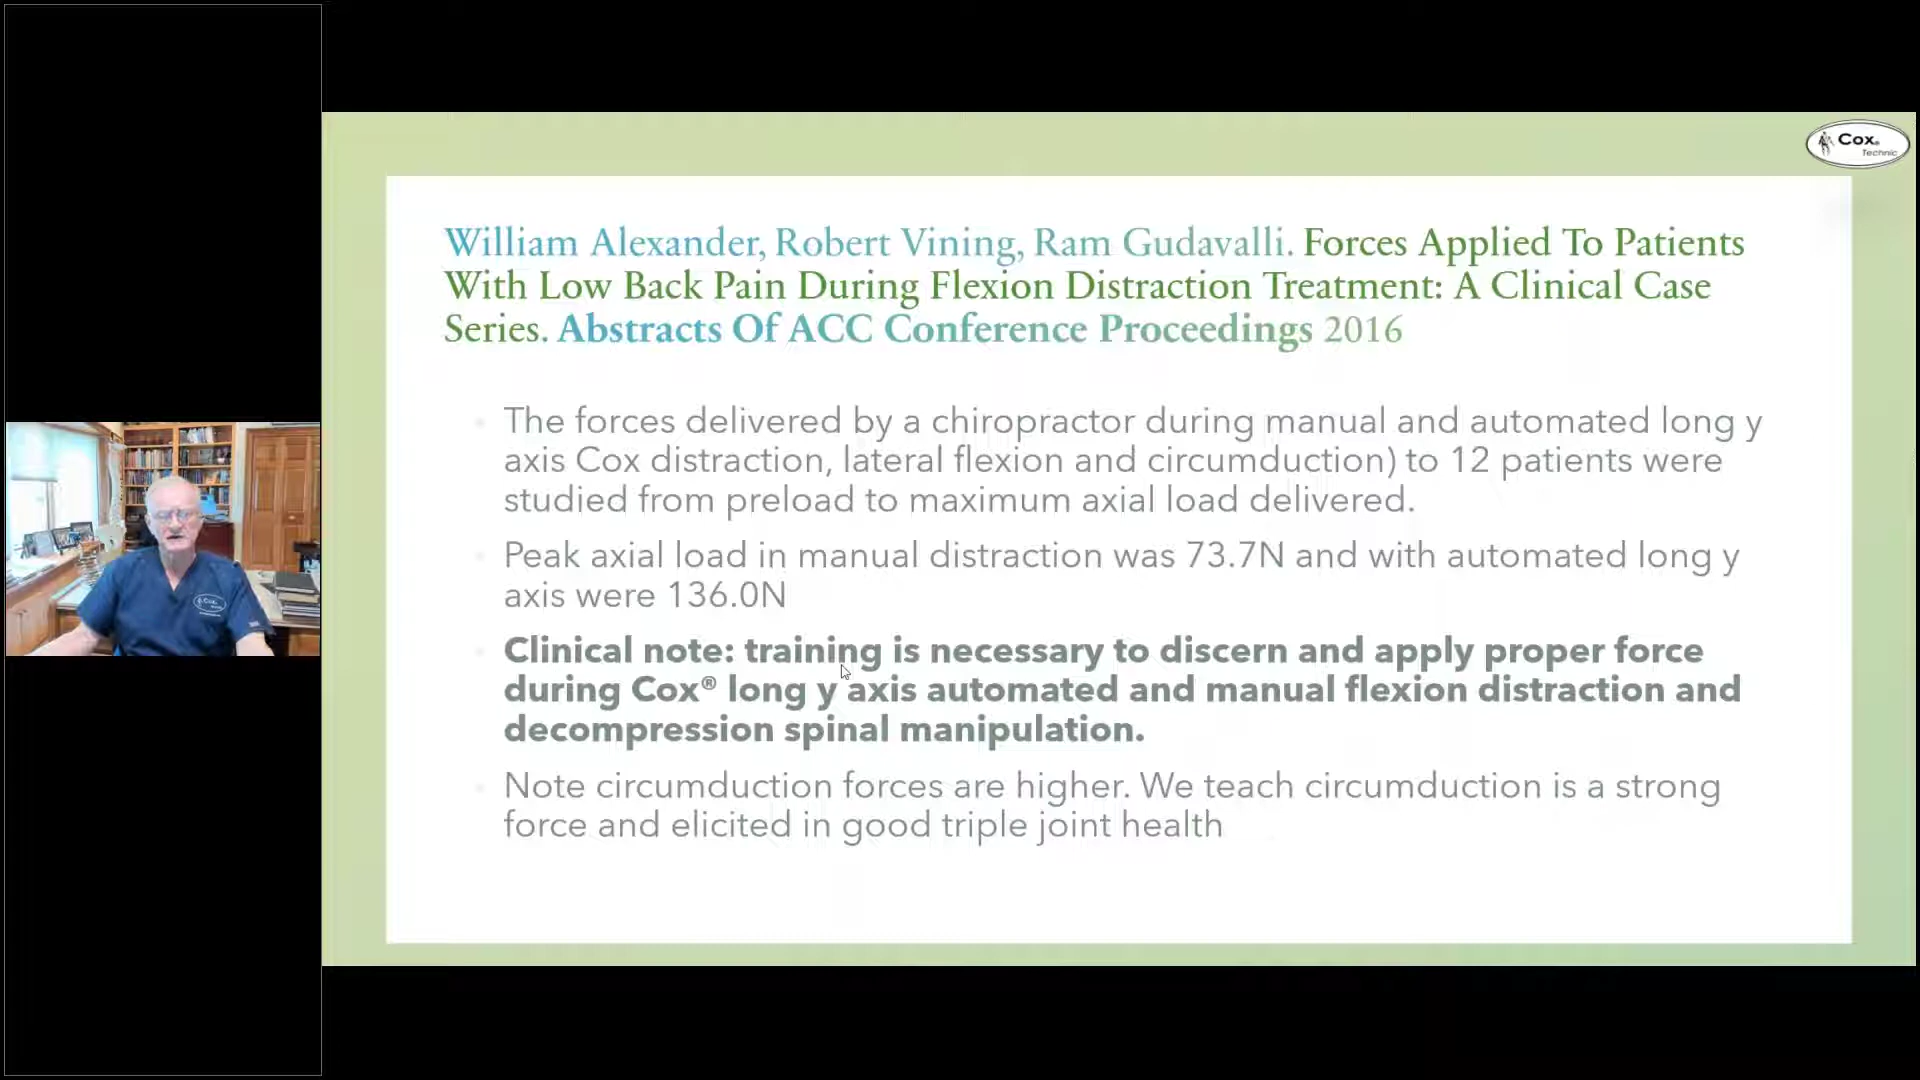 Cox®
Technic
William Alexander, Robert Vining, Ram Gudavalli. Forces Applied To Patients
With Low Back Pain During Flexion Distraction Treatment: A Clinical Case
Series. Abstracts Of ACC Conference Proceedings 2016
The forces delivered by a chiropractor during manual and automated long y
axis Cox distraction, lateral flexion and circumduction) to 12 patients were
studied from preload to maximum axial load delivered.
Peak axial load in manual distraction was 73.7N and with automated long y
axis were 136.0N
Clinical note: training is necessary to discern and apply proper force
during Cox® long y axis automated and manual flexion distraction and
decompression spinal manipulation.
Note circumduction forces are higher. We teach circumduction is a strong
force and elicited in good triple joint health
Cox